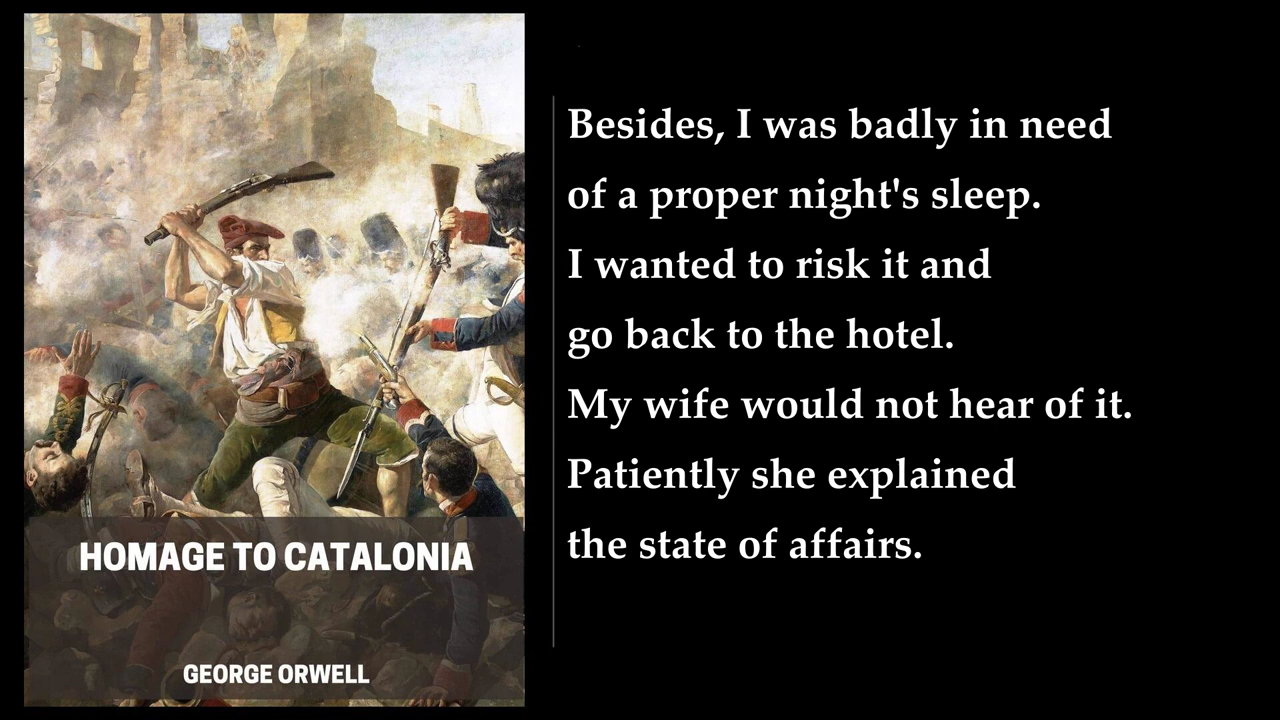 HOMAGE TO CATALONIA
GEORGE ORWELL
Besides, I was badly in need
of a proper night's sleep.
I wanted to risk it and
go back to the hotel.
My wife would not hear of it.
Patiently she explained
the state of affairs.